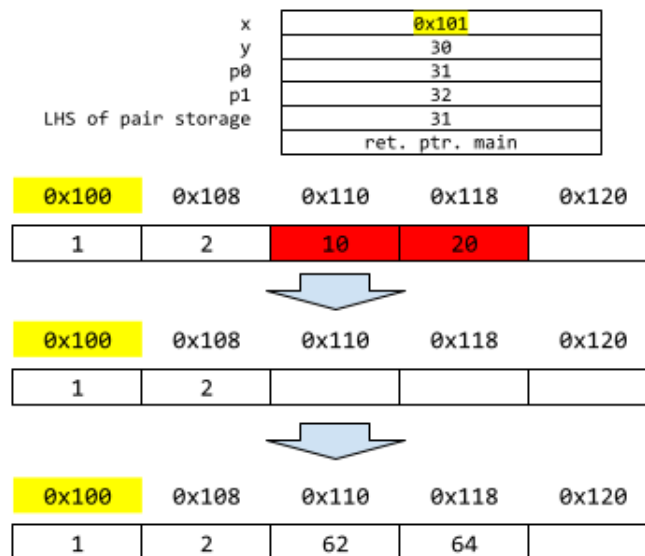 x 0x101
y 30
p0 31
p1 32
LHS of pair storage 31
ret. ptr. main
0x100 0x108 0x110 0x118 0x120
1 2 10 20
0x100 0x108 0x110 0x118 0x120
1 2
0x100 0x108 0x110 0x118 0x120
1 2 62 64